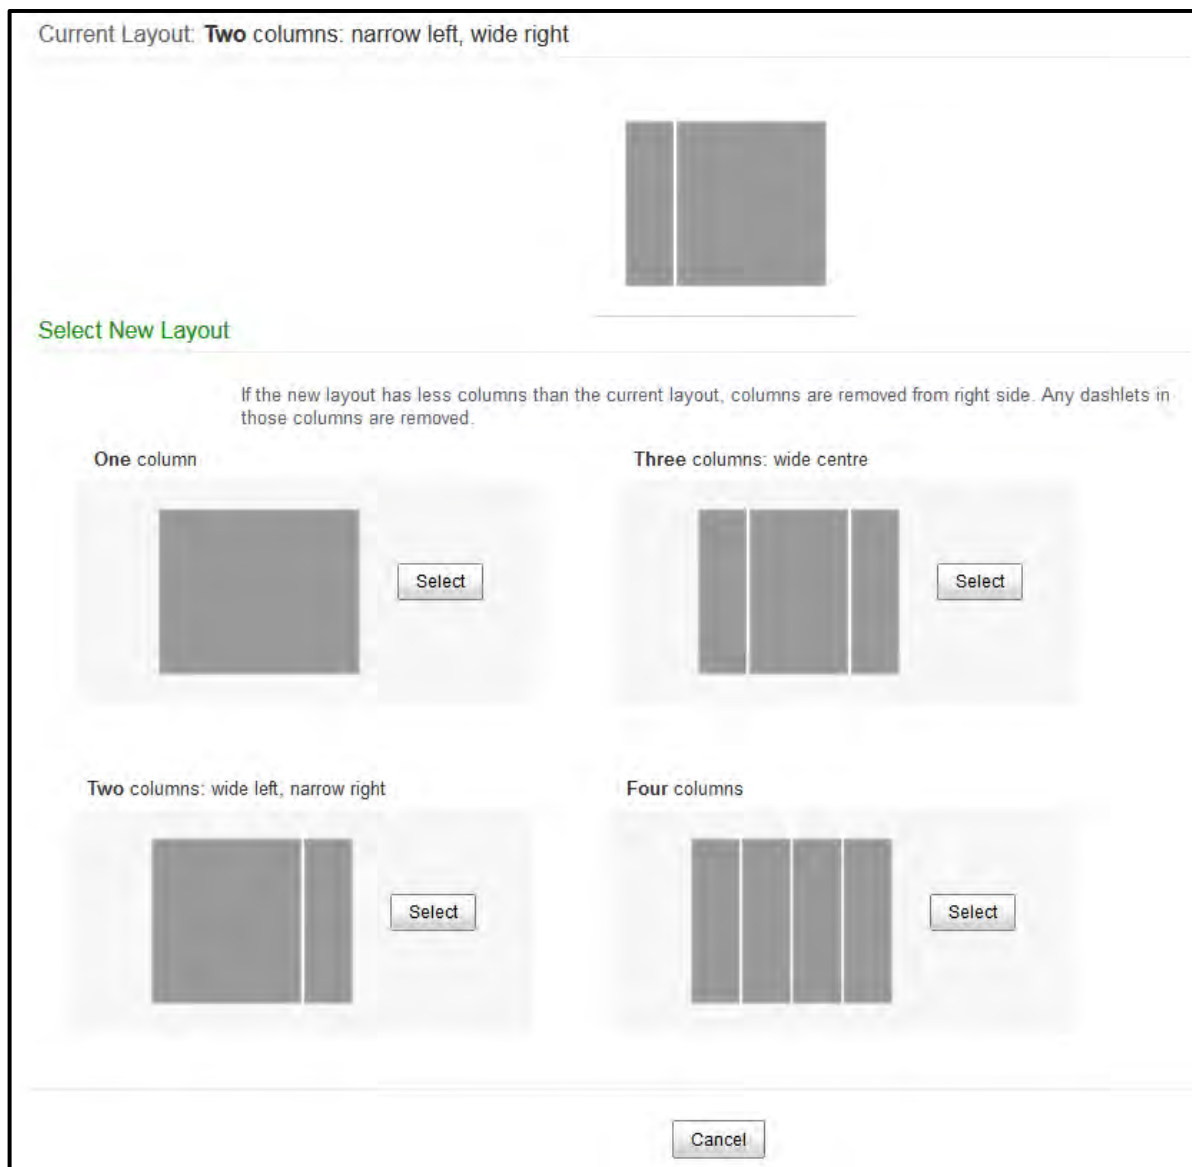 Current Layout: Two columns: narrow left, wide right
Select New Layout
If the new layout has less columns than the current layout, columns are removed from right side. Any dashlets in
those columns are removed.
One column
Select
Three columns: wide centre
Select
Two columns: wide left, narrow right
Select
Four columns
Select
Cancel